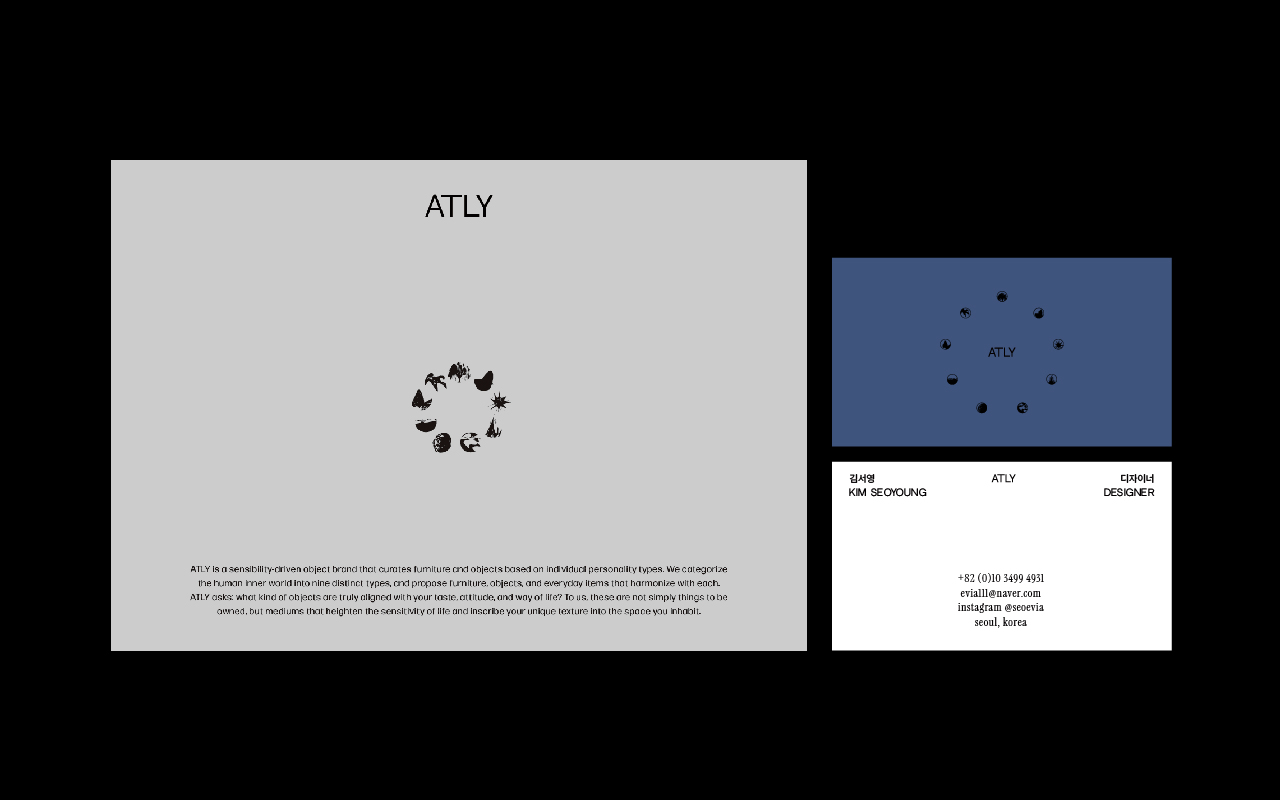 ATLY
ATLY is a sensibility-driven object brand that curates furniture and objects based on individual personality types. We categorize
the human inner world into nine distinct types, and propose furniture, objects, and everyday items that harmonize with each.
ATLY asks: what kind of objects are truly aligned with your taste, attitude, and way of life? To us, these are not simply things to be
owned, but mediums that heighten the sensitivity of life and inscribe your unique texture into the space you inhabit.
ATLY
김서영
KIM SEOYOUNG
ATLY
디자이너
DESIGNER
+82 (0)10 3499 4931
evialll@naver.com
instagram @seoevia
seoul, korea